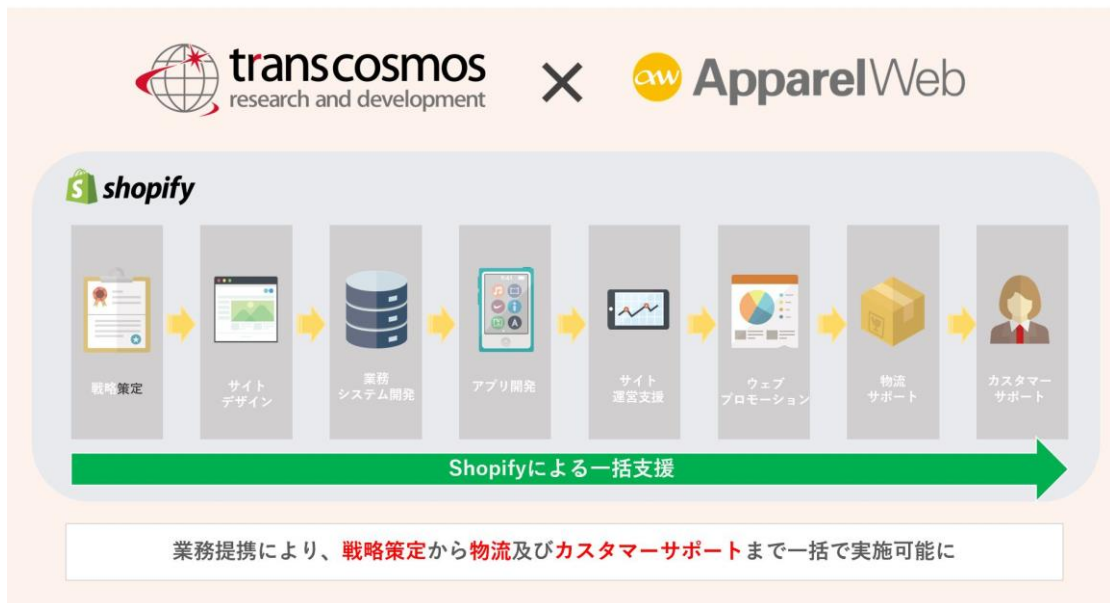 transcosmos
research and development
×
aw ApparelWeb
shopify
戦略策定
サイト
デザイン
業務
システム開発
アプリ開発
サイト
運営支援
ウェブ
プロモーション
物流
サポート
カスタマー
サポート
Shopifyによる一括支援
業務提携により、戦略策定から物流及びカスタマーサポートまで一括で実施可能に